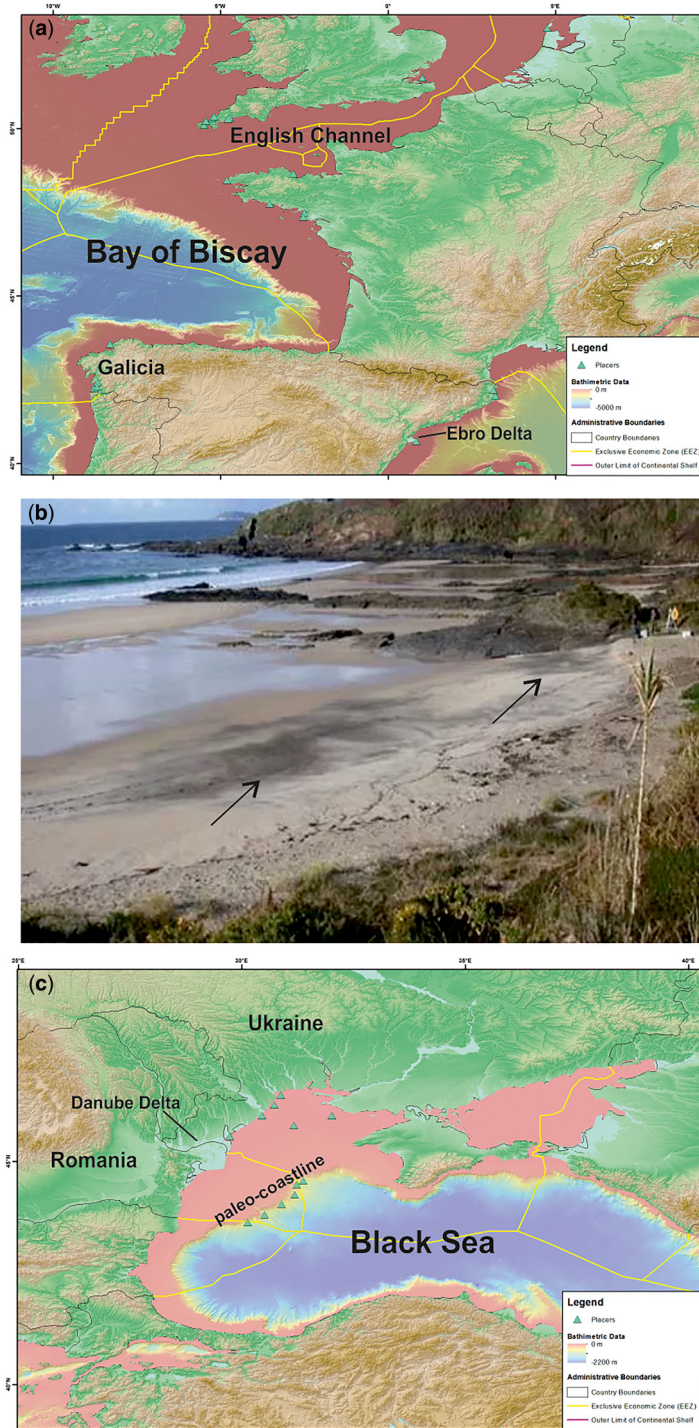 (a)
10°W
5°W
0°
5°E
50°N
English Channel
Bay of Biscay
45°N
Galicia
Ebro Delta
40°N
Legend
Placers
Bathimetric Data
0 m
-5000 m
Administrative Boundaries
Country Boundaries
Exclusive Economic Zone (EEZ)
Outer Limit of Continental Shelf
(b)
25°E
30°E
35°E
40°E
(c)
Ukraine
Danube Delta
Romania
45°N
paleo-coastline
Black Sea
40°N
Legend
Placers
Bathimetric Data
0 m
-2200 m
Administrative Boundaries
Country Boundaries
Exclusive Economic Zone (EEZ)
Outer Limit of Continental Shelf